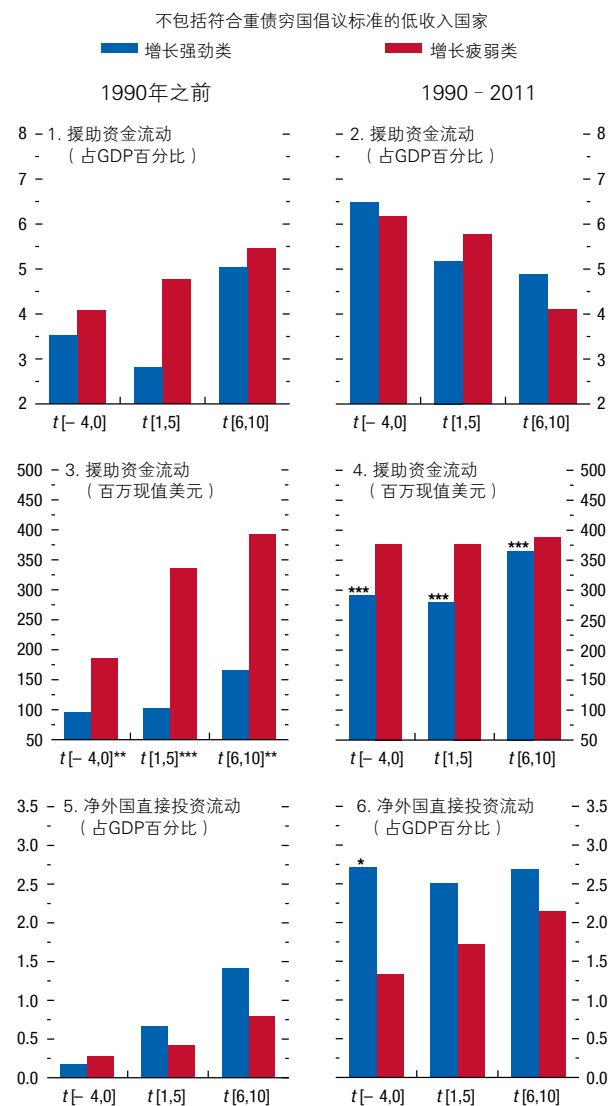 不包括符合重债穷国倡议标准的低收入国家
增长强劲类 增长疲弱类
1990年之前 1990 – 2011
1. 援助资金流动
（占GDP百分比）
8
7
6
5
4
3
2
t [– 4,0] t [1,5] t [6,10]
2. 援助资金流动
（占GDP百分比）
8
7
6
5
4
3
2
t [– 4,0] t [1,5] t [6,10]
3. 援助资金流动
（百万现值美元）
500
450
400
350
300
250
200
150
100
50
t [– 4,0]** t [1,5]*** t [6,10]**
4. 援助资金流动
（百万现值美元）
500
450
400
350
300
250
200
150
100
50
*** *** ***
t [– 4,0] t [1,5] t [6,10]
5. 净外国直接投资流动
（占GDP百分比）
3.5
3.0
2.5
2.0
1.5
1.0
0.5
0.0
t [– 4,0] t [1,5] t [6,10]
6. 净外国直接投资流动
（占GDP百分比）
3.5
3.0
2.5
2.0
1.5
1.0
0.5
0.0
*
t [– 4,0] t [1,5] t [6,10]